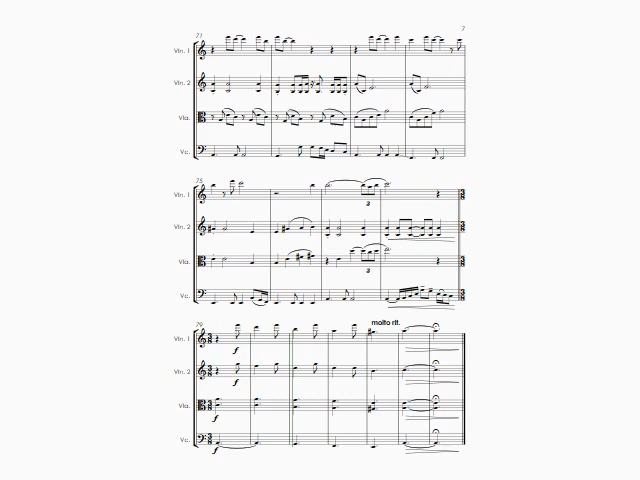 7
71
Vln. 1
Vln. 2
Vla.
Vc.
75
Vln. 1
Vln. 2
3
Vla.
3
Vc.
79
molto rit.
Vln. 1
f
Vln. 2
f
Vla.
f
Vc.
f